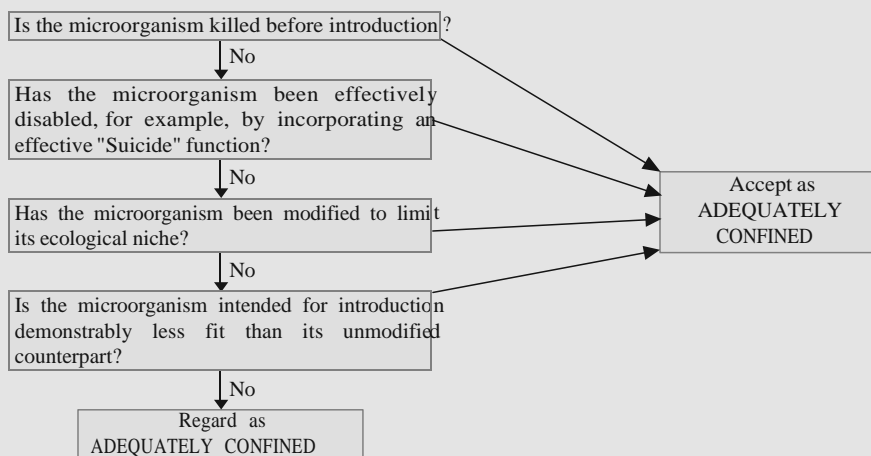 Is the microorganism killed before introduction?
No
Has the microorganism been effectively
disabled, for example, by incorporating an
effective "Suicide" function?
No
Has the microorganism been modified to limit
its ecological niche?
No
Is the microorganism intended for introduction
demonstrably less fit than its unmodified
counterpart?
No
Regard as
ADEQUATELY CONFINED
Accept as
ADEQUATELY
CONFINED